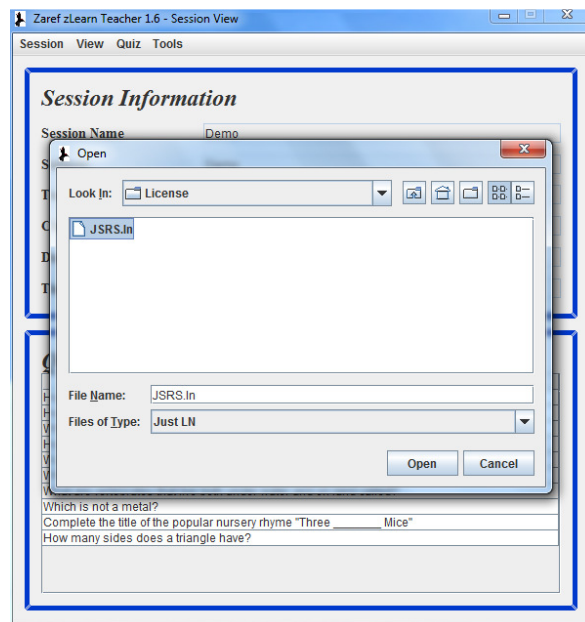 Zaref zLearn Teacher 1.6 - Session View
Session View Quiz Tools
Session Information
Session Name Demo
Open
Look In: License
JSRS.ln
File Name: JSRS.ln
Files of Type: Just LN
Open Cancel
Which is not a metal?
Complete the title of the popular nursery rhyme "Three ________ Mice"
How many sides does a triangle have?